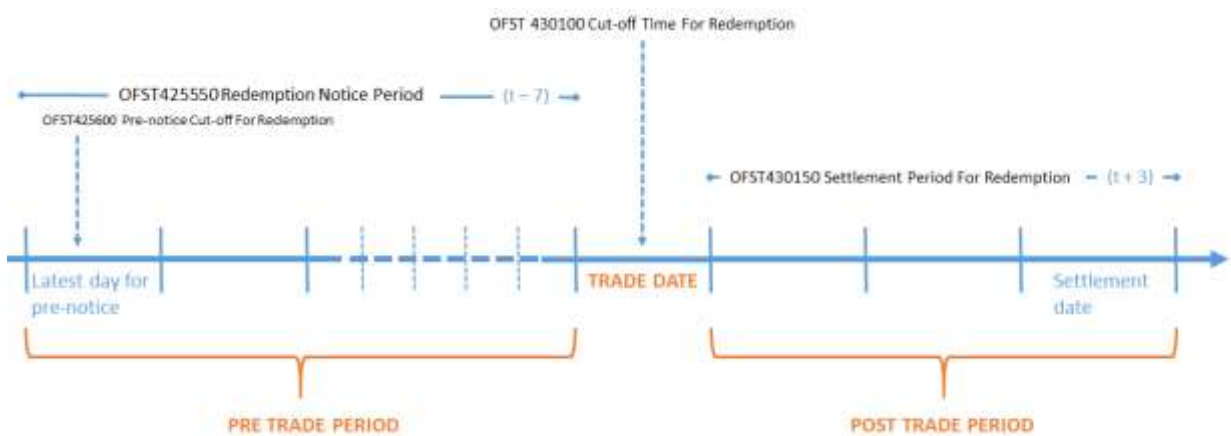 OFST 430100 Cut-off Time For Redemption
OFST425550 Redemption Notice Period (t – 7)
OFST425600 Pre-notice Cut-off For Redemption
OFST430150 Settlement Period For Redemption (t + 3)
Latest day for
pre-notice
TRADE DATE
Settlement
date
PRE TRADE PERIOD
POST TRADE PERIOD